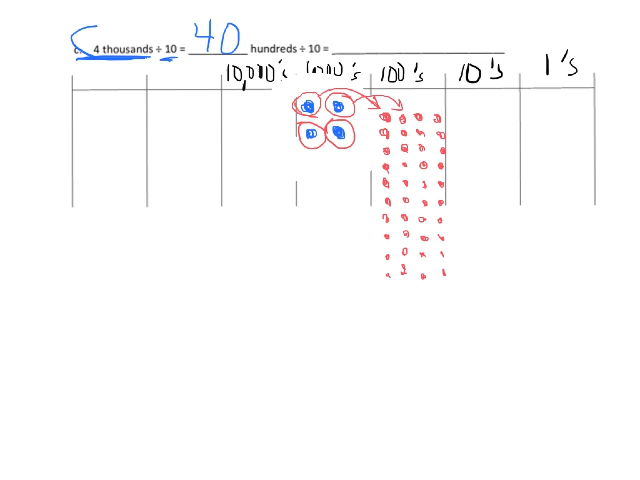 c. 4 thousands ÷ 10 = 40 hundreds ÷ 10 =
10,000's 1000's 100's 10's 1's